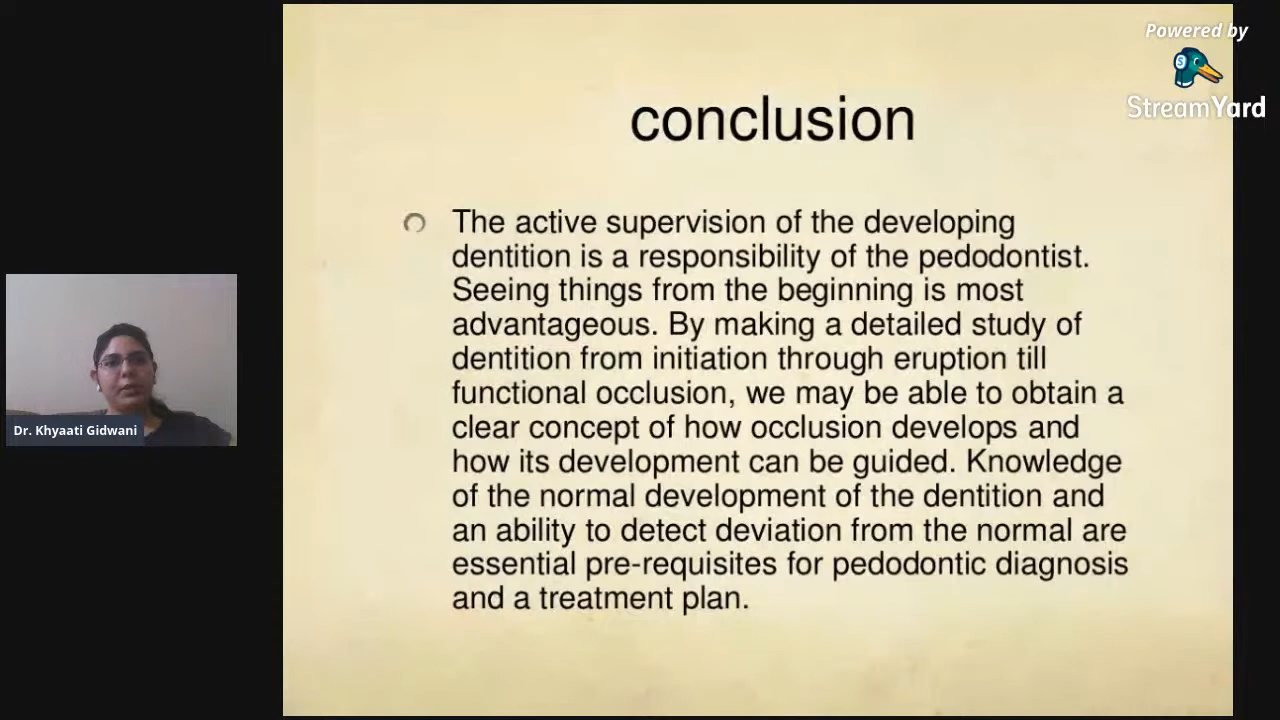 Powered by
StreamYard
conclusion
The active supervision of the developing
dentition is a responsibility of the pedodontist.
Seeing things from the beginning is most
advantageous. By making a detailed study of
dentition from initiation through eruption till
functional occlusion, we may be able to obtain a
clear concept of how occlusion develops and
how its development can be guided. Knowledge
of the normal development of the dentition and
an ability to detect deviation from the normal are
essential pre-requisites for pedodontic diagnosis
and a treatment plan.
Dr. Khyaati Gidwani